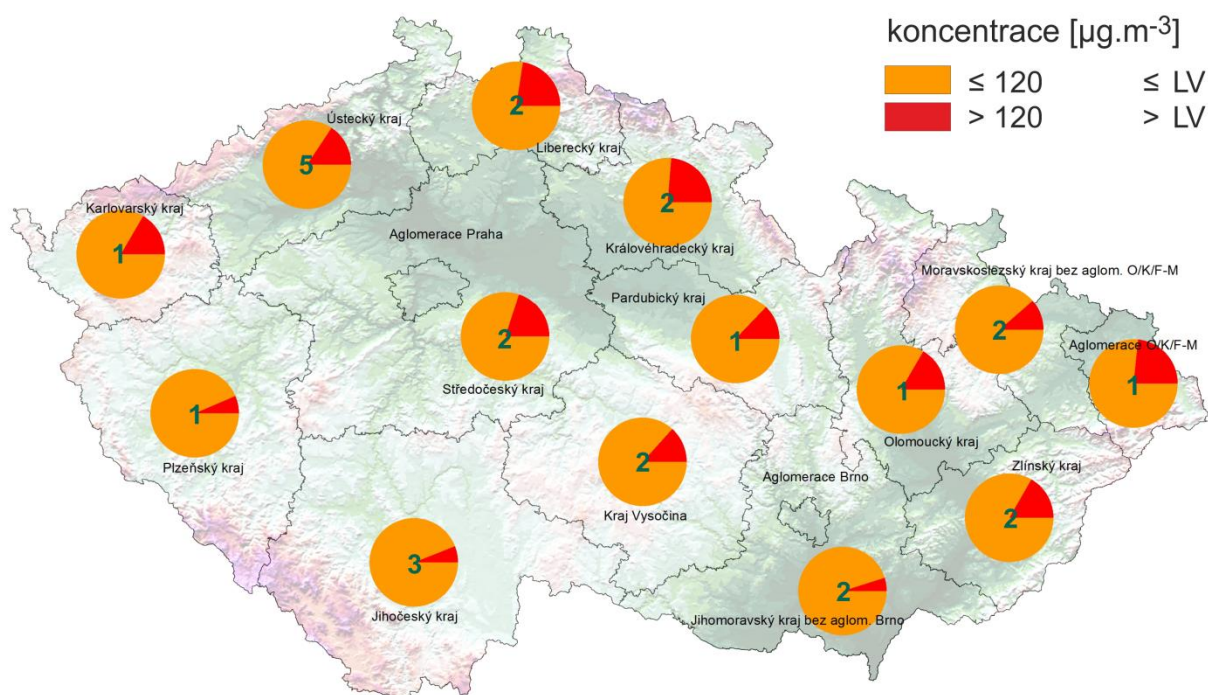 koncentrace [µg.m-3]
≤ 120 ≤ LV
> 120 > LV
2
Ústecký kraj
Liberecký kraj
5
Karlovarský kraj
2
Aglomerace Praha
1
Královéhradecký kraj
Moravskoslezský kraj bez aglom. O/K/F-M
Pardubický kraj
2
2
1
Aglomerace O/K/F-M
Středočeský kraj
1
1
1
Olomoucký kraj
Plzeňský kraj
2
Aglomerace Brno
Zlínský kraj
Kraj Vysočina
2
3
2
Jihočeský kraj
Jihomoravský kraj bez aglom. Brno